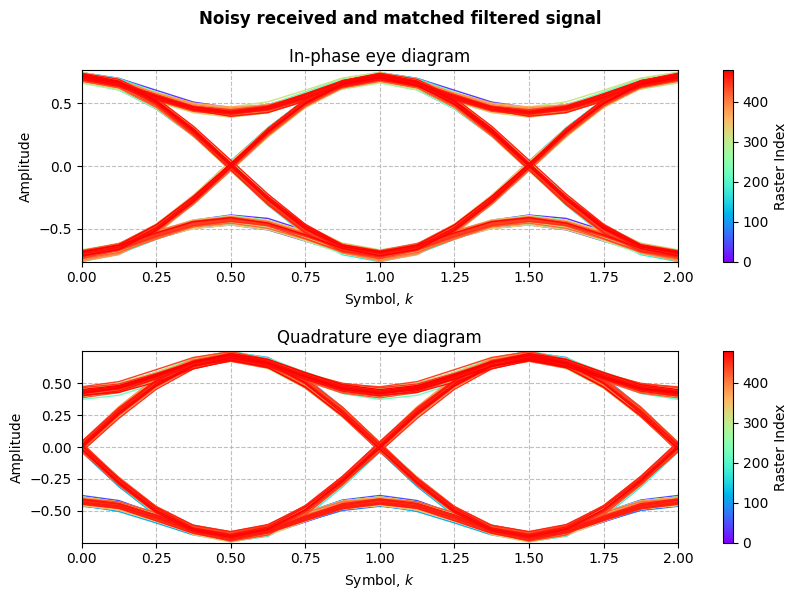 Noisy received and matched filtered signal
In-phase eye diagram
0.5
0.0
−0.5
Amplitude
0.00 0.25 0.50 0.75 1.00 1.25 1.50 1.75 2.00
Symbol, k
400
300
200
100
0
Raster Index
Quadrature eye diagram
0.50
0.25
0.00
−0.25
−0.50
Amplitude
0.00 0.25 0.50 0.75 1.00 1.25 1.50 1.75 2.00
Symbol, k
400
300
200
100
0
Raster Index